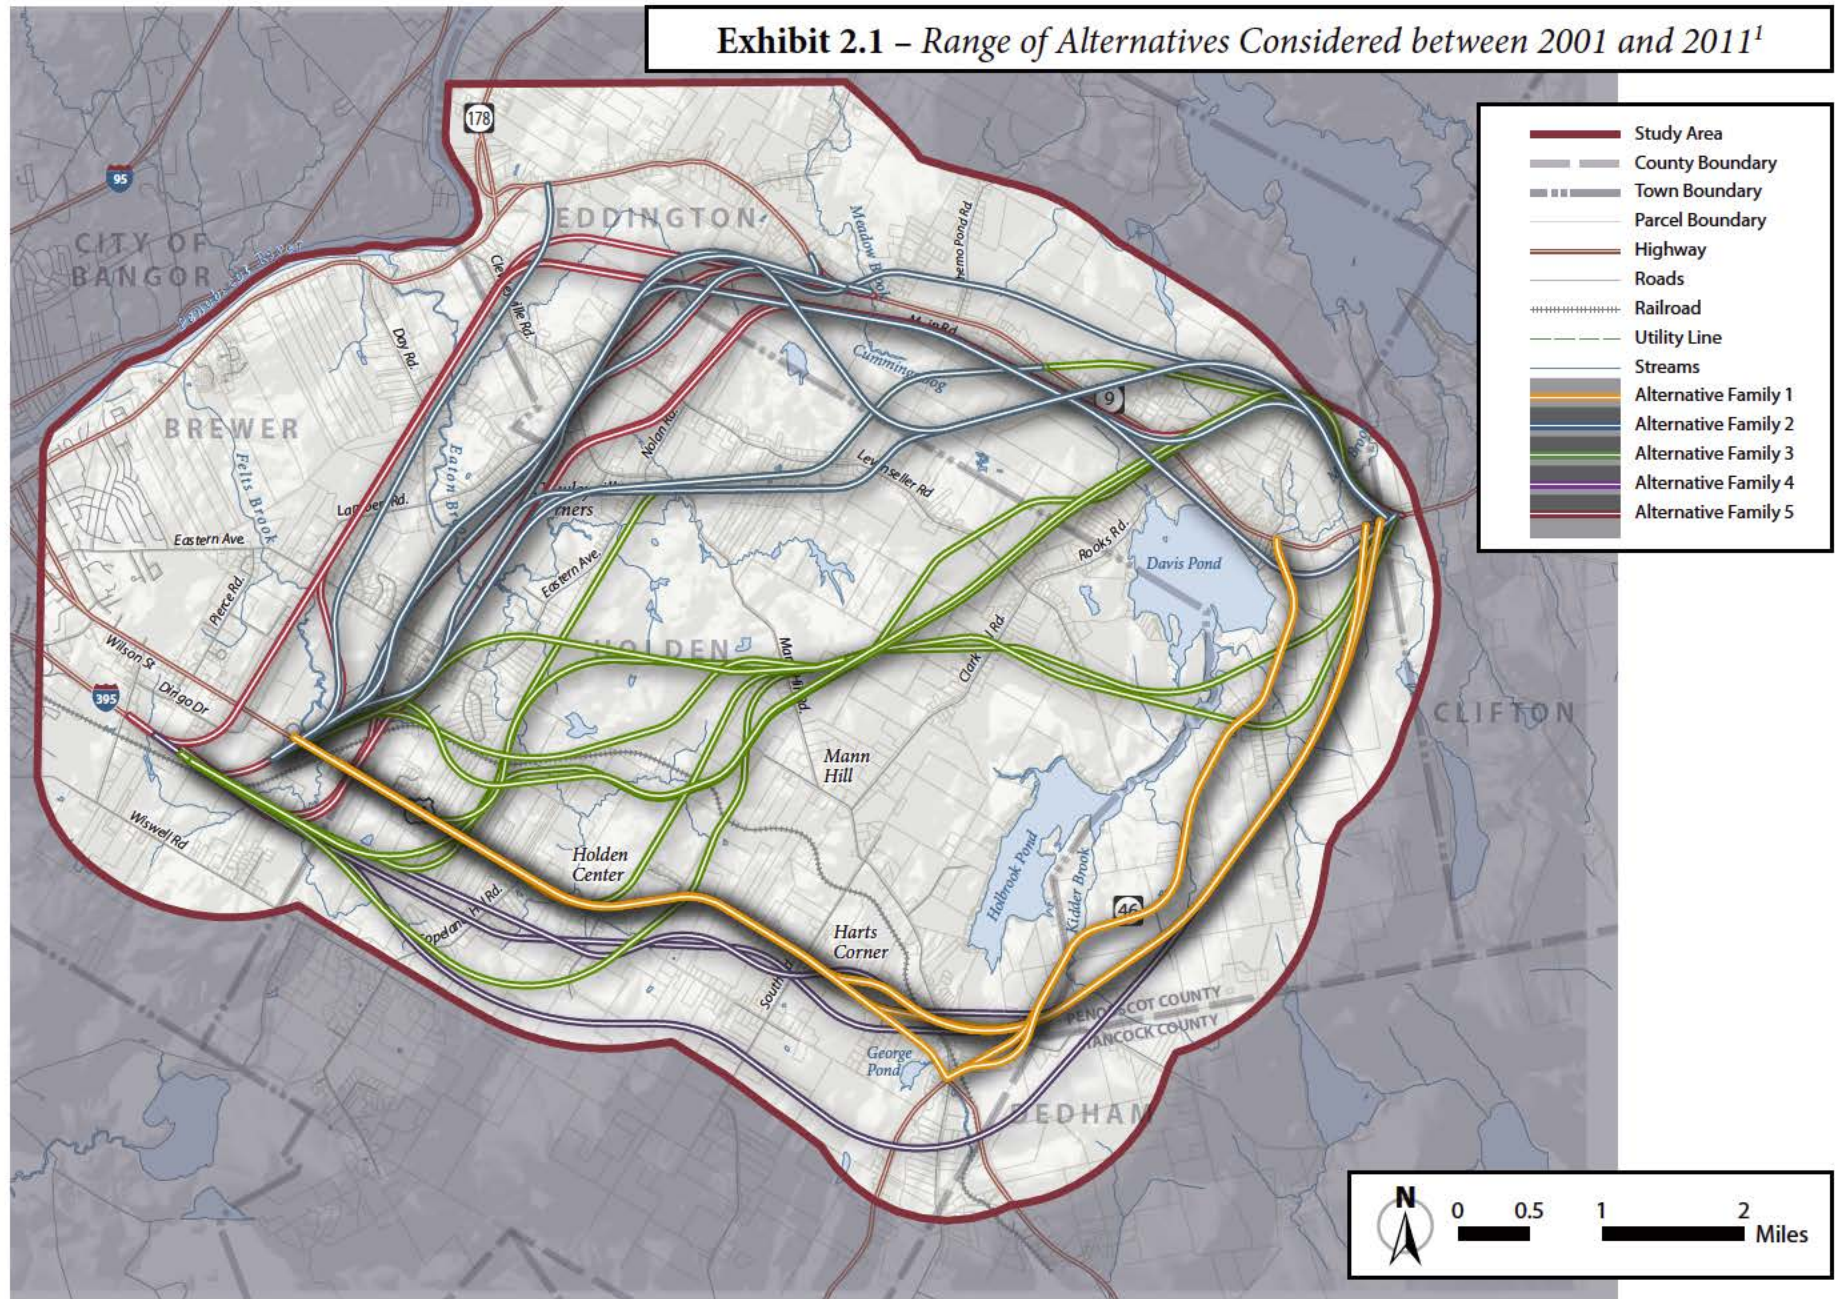 Exhibit 2.1 – Range of Alternatives Considered between 2001 and 2011¹
Study Area
County Boundary
Town Boundary
Parcel Boundary
Highway
Roads
Railroad
Utility Line
Streams
Alternative Family 1
Alternative Family 2
Alternative Family 3
Alternative Family 4
Alternative Family 5
178
95
CITY OF
BANGOR
EDDINGTON
Meadow Brook
Main Rd.
Day Rd.
9
BREWER
Felts Brook
Nolan Rd.
Levenseller Rd
Eastern Ave.
Eastern Ave.
Rooks Rd.
Davis Pond
Pierce Rd.
HOLDEN
Wilson St
Dirigo Dr
395
CLIFTON
Mann
Hill
Wiswell Rd
Holden
Center
Holbrook Pond
Kidder Brook
46
Harts
Corner
PENOBSCOT COUNTY
HANCOCK COUNTY
George
Pond
DEDHAM
N
0 0.5 1 2
Miles